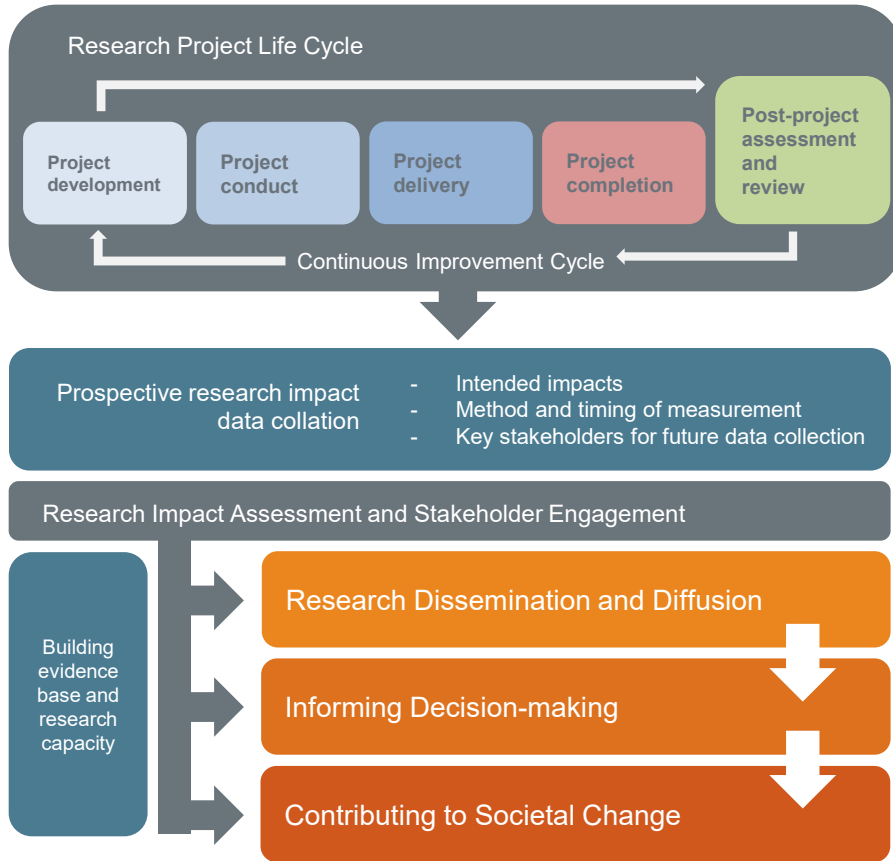 Research Project Life Cycle
Project
development
Project
conduct
Project
delivery
Project
completion
Post-project
assessment
and
review
Continuous Improvement Cycle
Prospective research impact
data collation
- Intended impacts
- Method and timing of measurement
- Key stakeholders for future data collection
Research Impact Assessment and Stakeholder Engagement
Building
evidence
base and
research
capacity
Research Dissemination and Diffusion
Informing Decision-making
Contributing to Societal Change